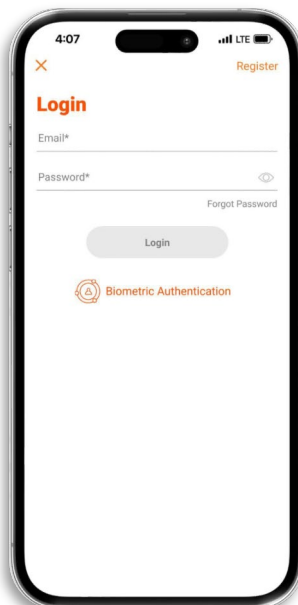 4:07 LTE
Register
Login
Email*
Password*
Forgot Password
Login
Biometric Authentication